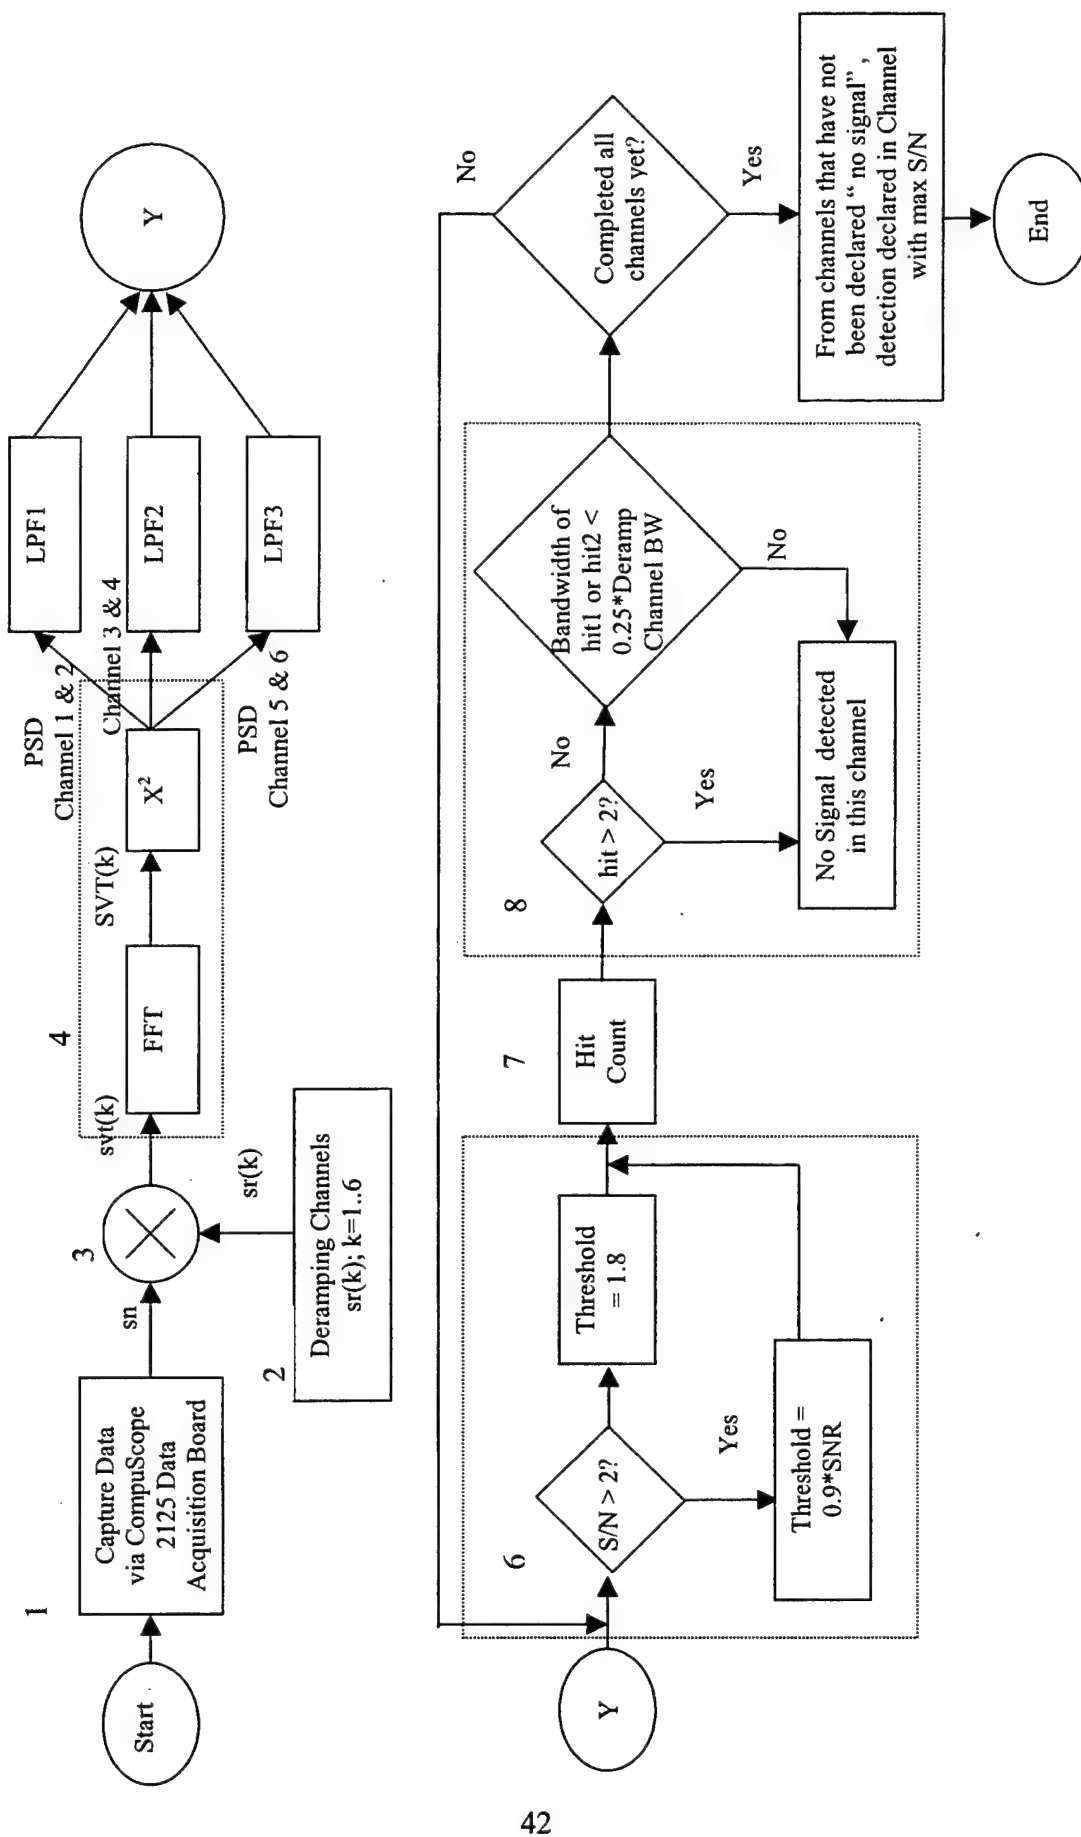 Start
1
Capture Data
via CompuScope
2125 Data
Acquisition Board
sn
3
2
Deramping Channels
sr(k); k=1..6
sr(k)
svt(k)
4
FFT
SVT(k)
X²
PSD
Channel 1 & 2
Channel 3 & 4
PSD
Channel 5 & 6
LPF1
LPF2
LPF3
Y
Y
6
S/N > 2?
Yes
Threshold
= 1.8
Threshold =
0.9*SNR
7
Hit
Count
8
hit > 2?
No
Yes
Bandwidth of
hit1 or hit2 <
0.25*Deramp
Channel BW
No
No Signal detected
in this channel
Completed all
channels yet?
No
Yes
From channels that have not
been declared “ no signal” ,
detection declared in Channel
with max S/N
End
42